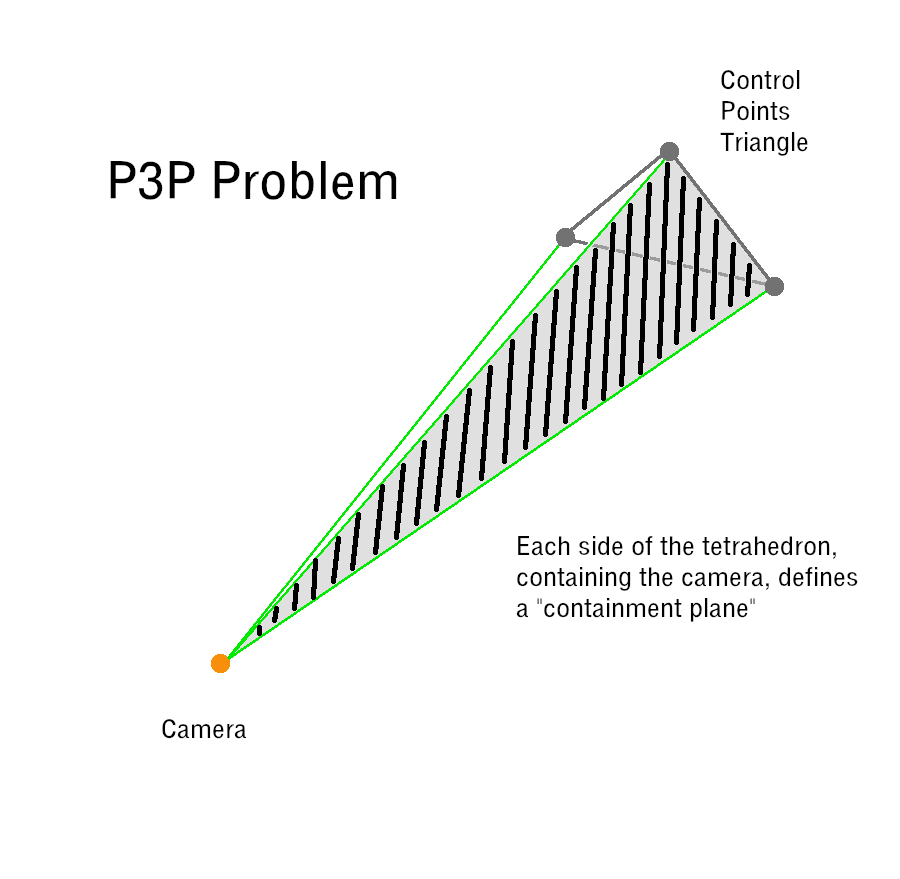 Control
Points
Triangle
P3P Problem
Each side of the tetrahedron,
containing the camera, defines
a "containment plane"
Camera